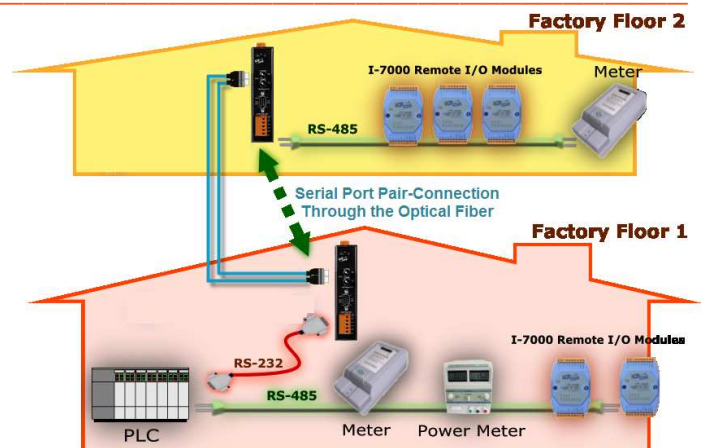 Factory Floor 2
I-7000 Remote I/O Modules
Meter
RS-485
Serial Port Pair-Connection
Through the Optical Fiber
Factory Floor 1
I-7000 Remote I/O Modules
RS-232
RS-485
PLC
Meter
Power Meter